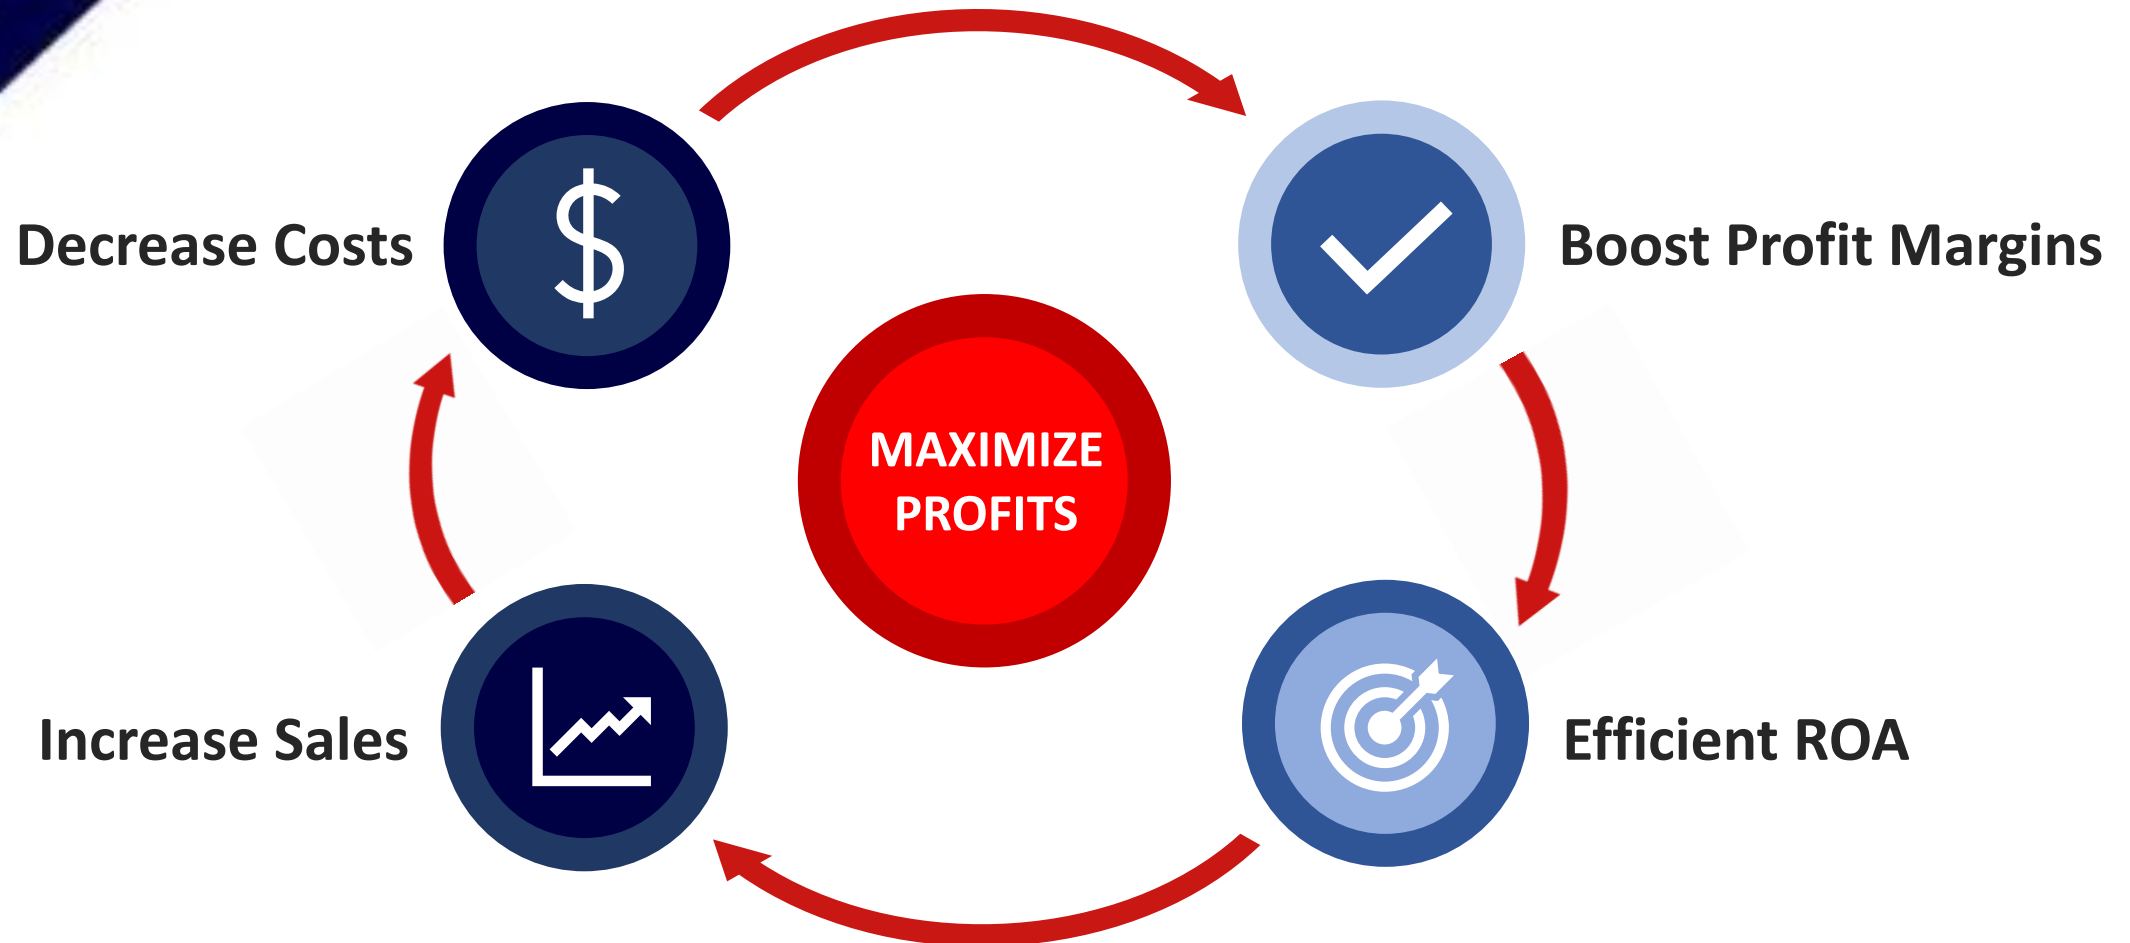 Decrease Costs
Boost Profit Margins
MAXIMIZE
PROFITS
Increase Sales
Efficient ROA